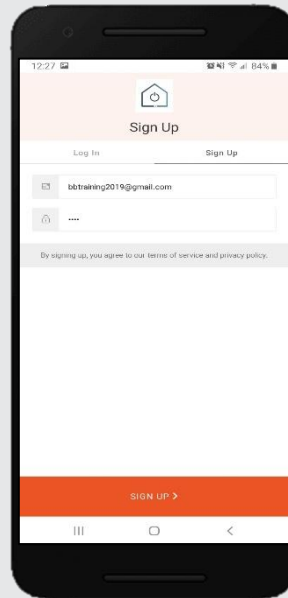 12:27 84%
Sign Up
Log In Sign Up
bbtraining2019@gmail.com
••••
By signing up, you agree to our terms of service and privacy policy.
SIGN UP >